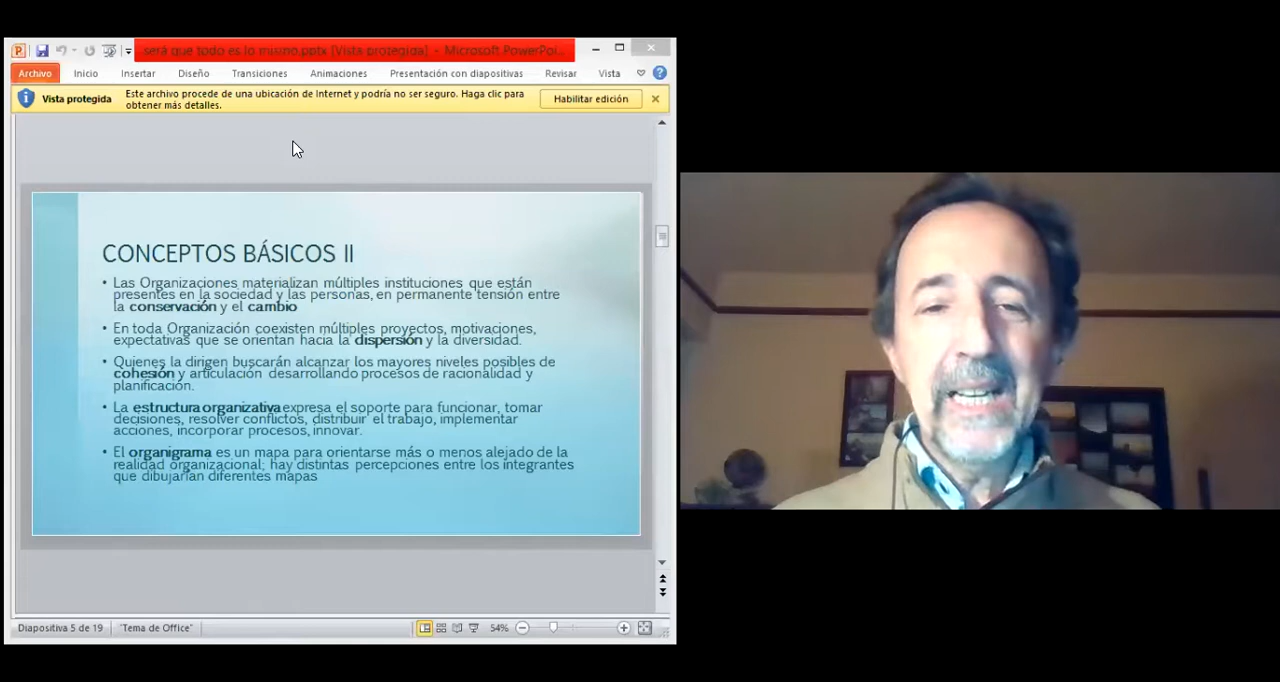 será que todo es lo mismo.pptx [Vista protegida] - Microsoft PowerPoi...
Archivo Inicio Insertar Diseño Transiciones Animaciones Presentación con diapositivas Revisar Vista
Vista protegida Este archivo procede de una ubicación de Internet y podría no ser seguro. Haga clic para
obtener más detalles.
Habilitar edición
CONCEPTOS BÁSICOS II
• Las Organizaciones materializan múltiples instituciones que están
presentes en la sociedad y las personas, en permanente tensión entre
la conservación y el cambio
• En toda Organización coexisten múltiples proyectos, motivaciones,
expectativas que se orientan hacia la dispersión y la diversidad.
• Quienes la dirigen buscarán alcanzar los mayores niveles posibles de
cohesión y articulación desarrollando procesos de racionalidad y
planificación.
• La estructura organizativa expresa el soporte para funcionar, tomar
decisiones, resolver conflictos, distribuir el trabajo, implementar
acciones, incorporar procesos, innovar.
• El organigrama es un mapa para orientarse más o menos alejado de la
realidad organizacional; hay distintas percepciones entre los integrantes
que dibujarían diferentes mapas
Diapositiva 5 de 19 "Tema de Office" 54%